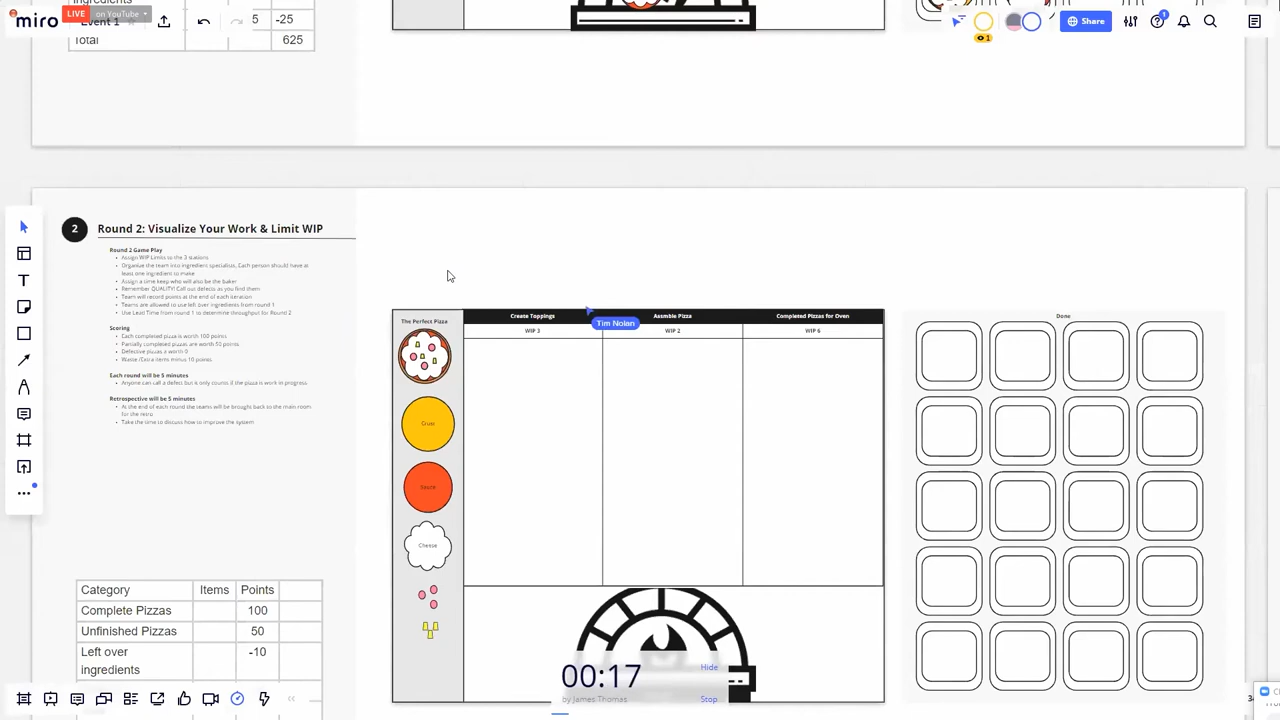 miro
LIVE on YouTube
Event 1
5 -25
Total 625
1
Share
1
2 Round 2: Visualize Your Work & Limit WIP
Round 2 Game Play
Assign WIP Limits to the 3 stations
Organize the team into ingredient specialists, Each person should have at
least one ingredient to make
Assign a time keep who will also be the baker
Remember QUALITY! Call out defects as you find them
Team will record points at the end of each iteration
Teams are allowed to use left over ingredients from round 1
Use Lead Time from round 1 to determine throughput for Round 2
Scoring
Each completed pizza is worth 100 points
Partially completed pizzas are worth 50 points
Defective pizzas = worth 0
Waste /Extra items minus 10 points
Each round will be 5 minutes
Anyone can call a defect but is only counts if the pizza is work in progress
Retrospective will be 5 minutes
At the end of each round the teams will be brought back to the main room
for the retro
Take the time to discuss how to improve the system
The Perfect Pizza
Crust
Sauce
Cheese
Create Toppings
WIP 3
Tim Nolan
Assmble Pizza
WIP 2
Completed Pizzas for Oven
WIP 6
Done
Category Items Points
Complete Pizzas 100
Unfinished Pizzas 50
Left over -10
ingredients
00:17
by James Thomas
Hide
Stop